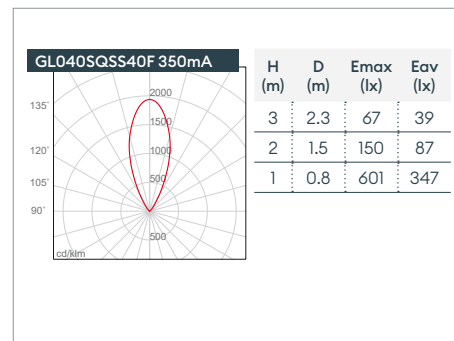 GL040SQSS40F 350mA
2000
135°
1500
120°
1000
105°
500
90°
500
cd/klm
H D Emax Eav
(m) (m) (lx) (lx)
3 2.3 67 39
2 1.5 150 87
1 0.8 601 347